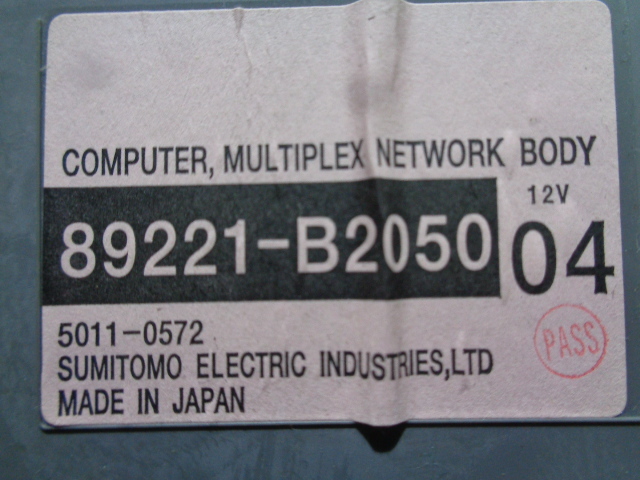 COMPUTER, MULTIPLEX NETWORK BODY
12V
89221-B2050
04
5011-0572
PASS
SUMITOMO ELECTRIC INDUSTRIES,LTD
MADE IN JAPAN